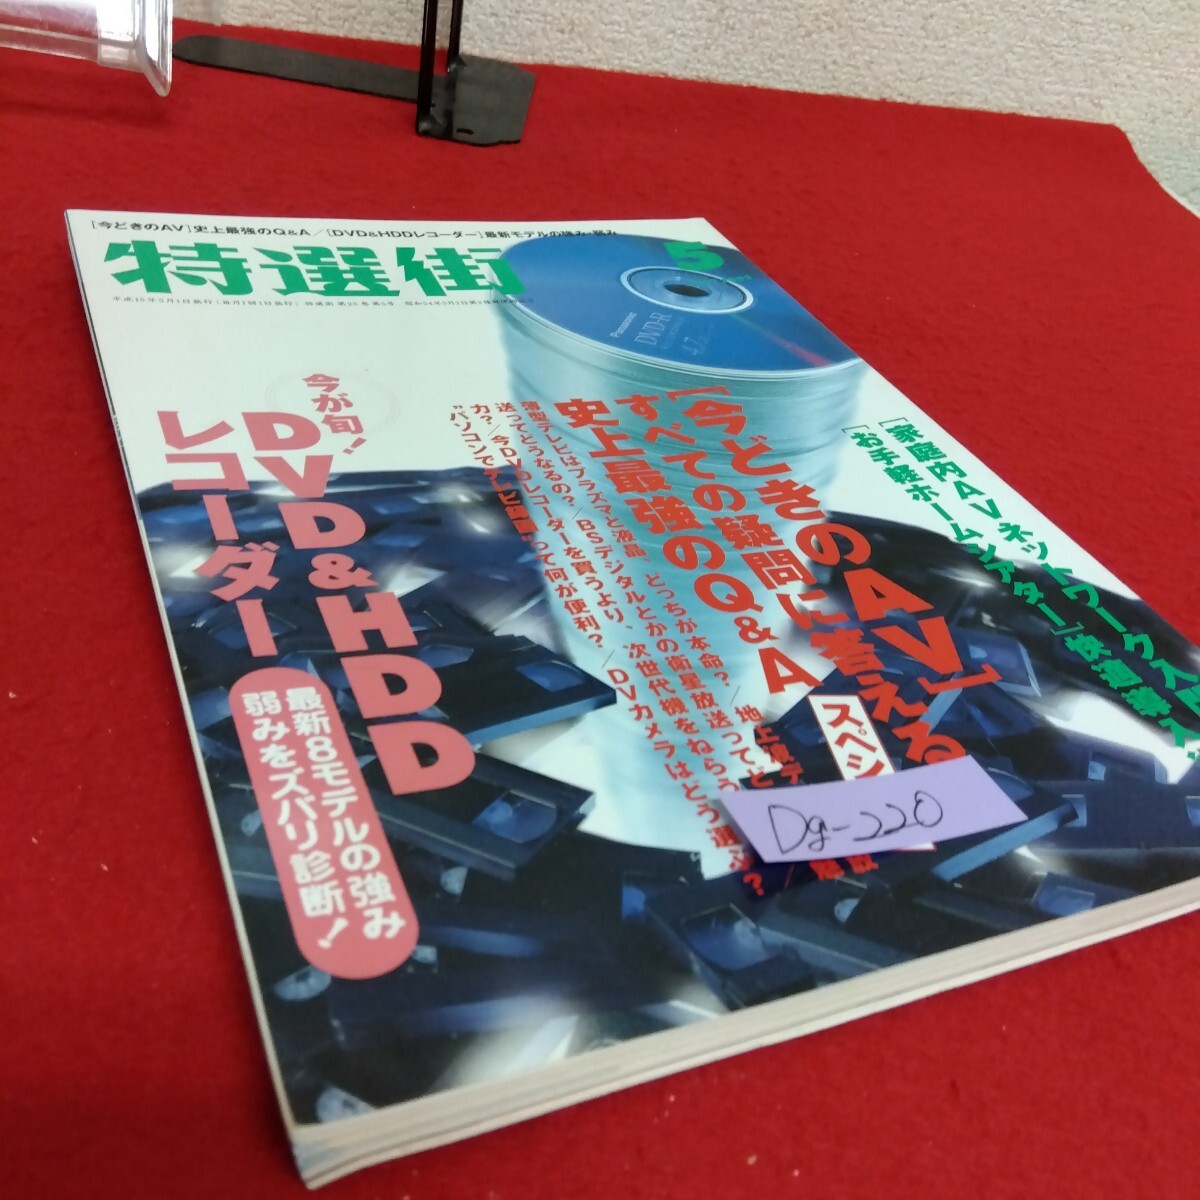 [今どきのAV]史上最強のQ&A/[DVD&HDDレコーダー]最新モデルの強み・弱み
特選街
5
Panasonic
DVD-R
4.7
[家庭内AVネットワーク入門
[お手軽ホームシアター]快適導入
[今どきのAV]
すべての疑問に答える
史上最強のQ&A
スペシ
薄型テレビはプラズマと液晶、どっちが本命?/地上波デ
送ってどうなるの?/BSデジタルとかの衛星放送ってど
力?/今DVDレコーダーを買うより、次世代機をねらう
"パソコンでテレビ録画"って何が便利?/DVカメラはどう選ぶ?
今が旬!
DVD&HDD
レコーダー
最新8モデルの強み
弱みをズバリ診断!
Dg-220